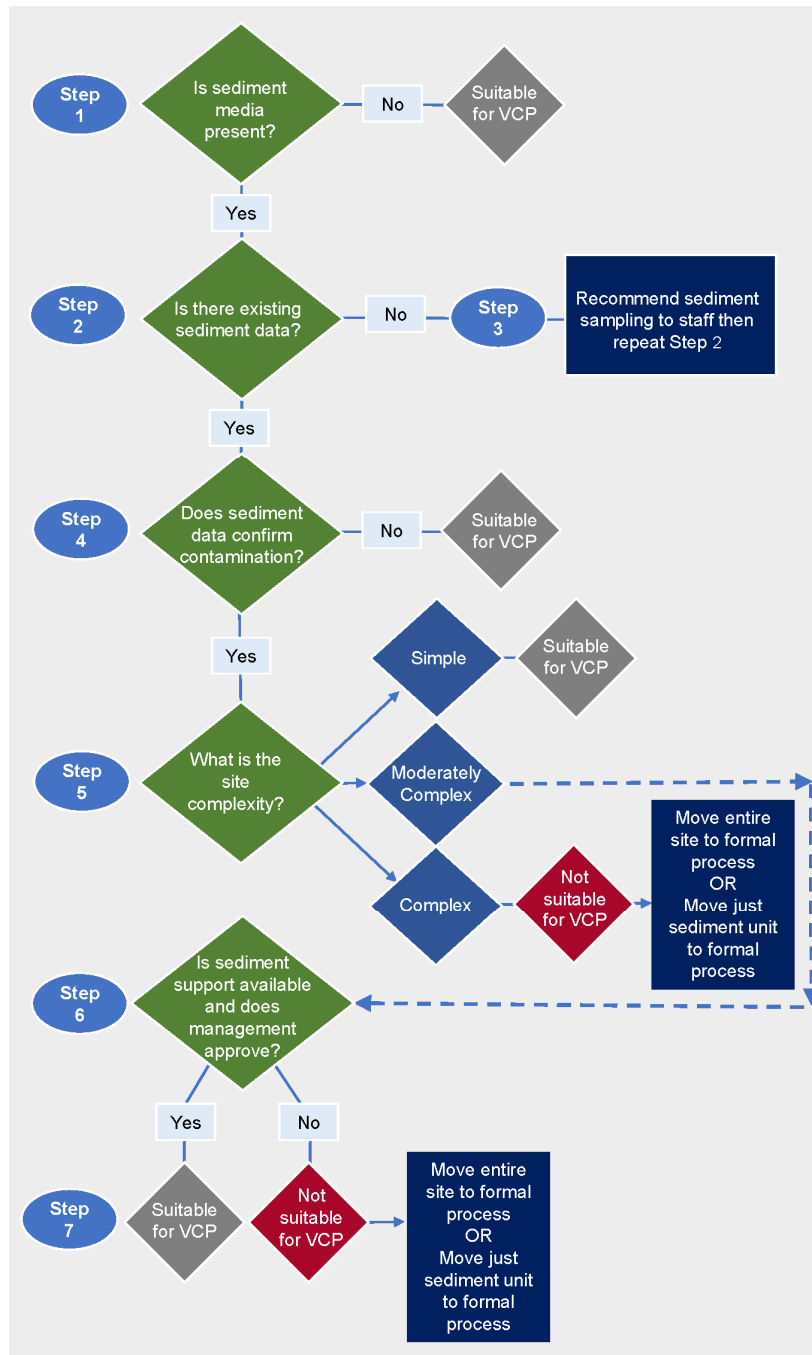 Step
1
Is sediment
media
present?
No
Suitable
for VCP
Yes
Step
2
Is there existing
sediment data?
No
Step
3
Recommend sediment
sampling to staff then
repeat Step 2
Yes
Step
4
Does sediment
data confirm
contamination?
No
Suitable
for VCP
Yes
Step
5
What is the
site
complexity?
Simple
Suitable
for VCP
Moderately
Complex
Complex
Not
suitable
for VCP
Move entire
site to formal
process
OR
Move just
sediment unit
to formal
process
Step
6
Is sediment
support available
and does
management
approve?
Yes
No
Step
7
Suitable
for VCP
Not
suitable
for VCP
Move entire
site to formal
process
OR
Move just
sediment unit
to formal
process